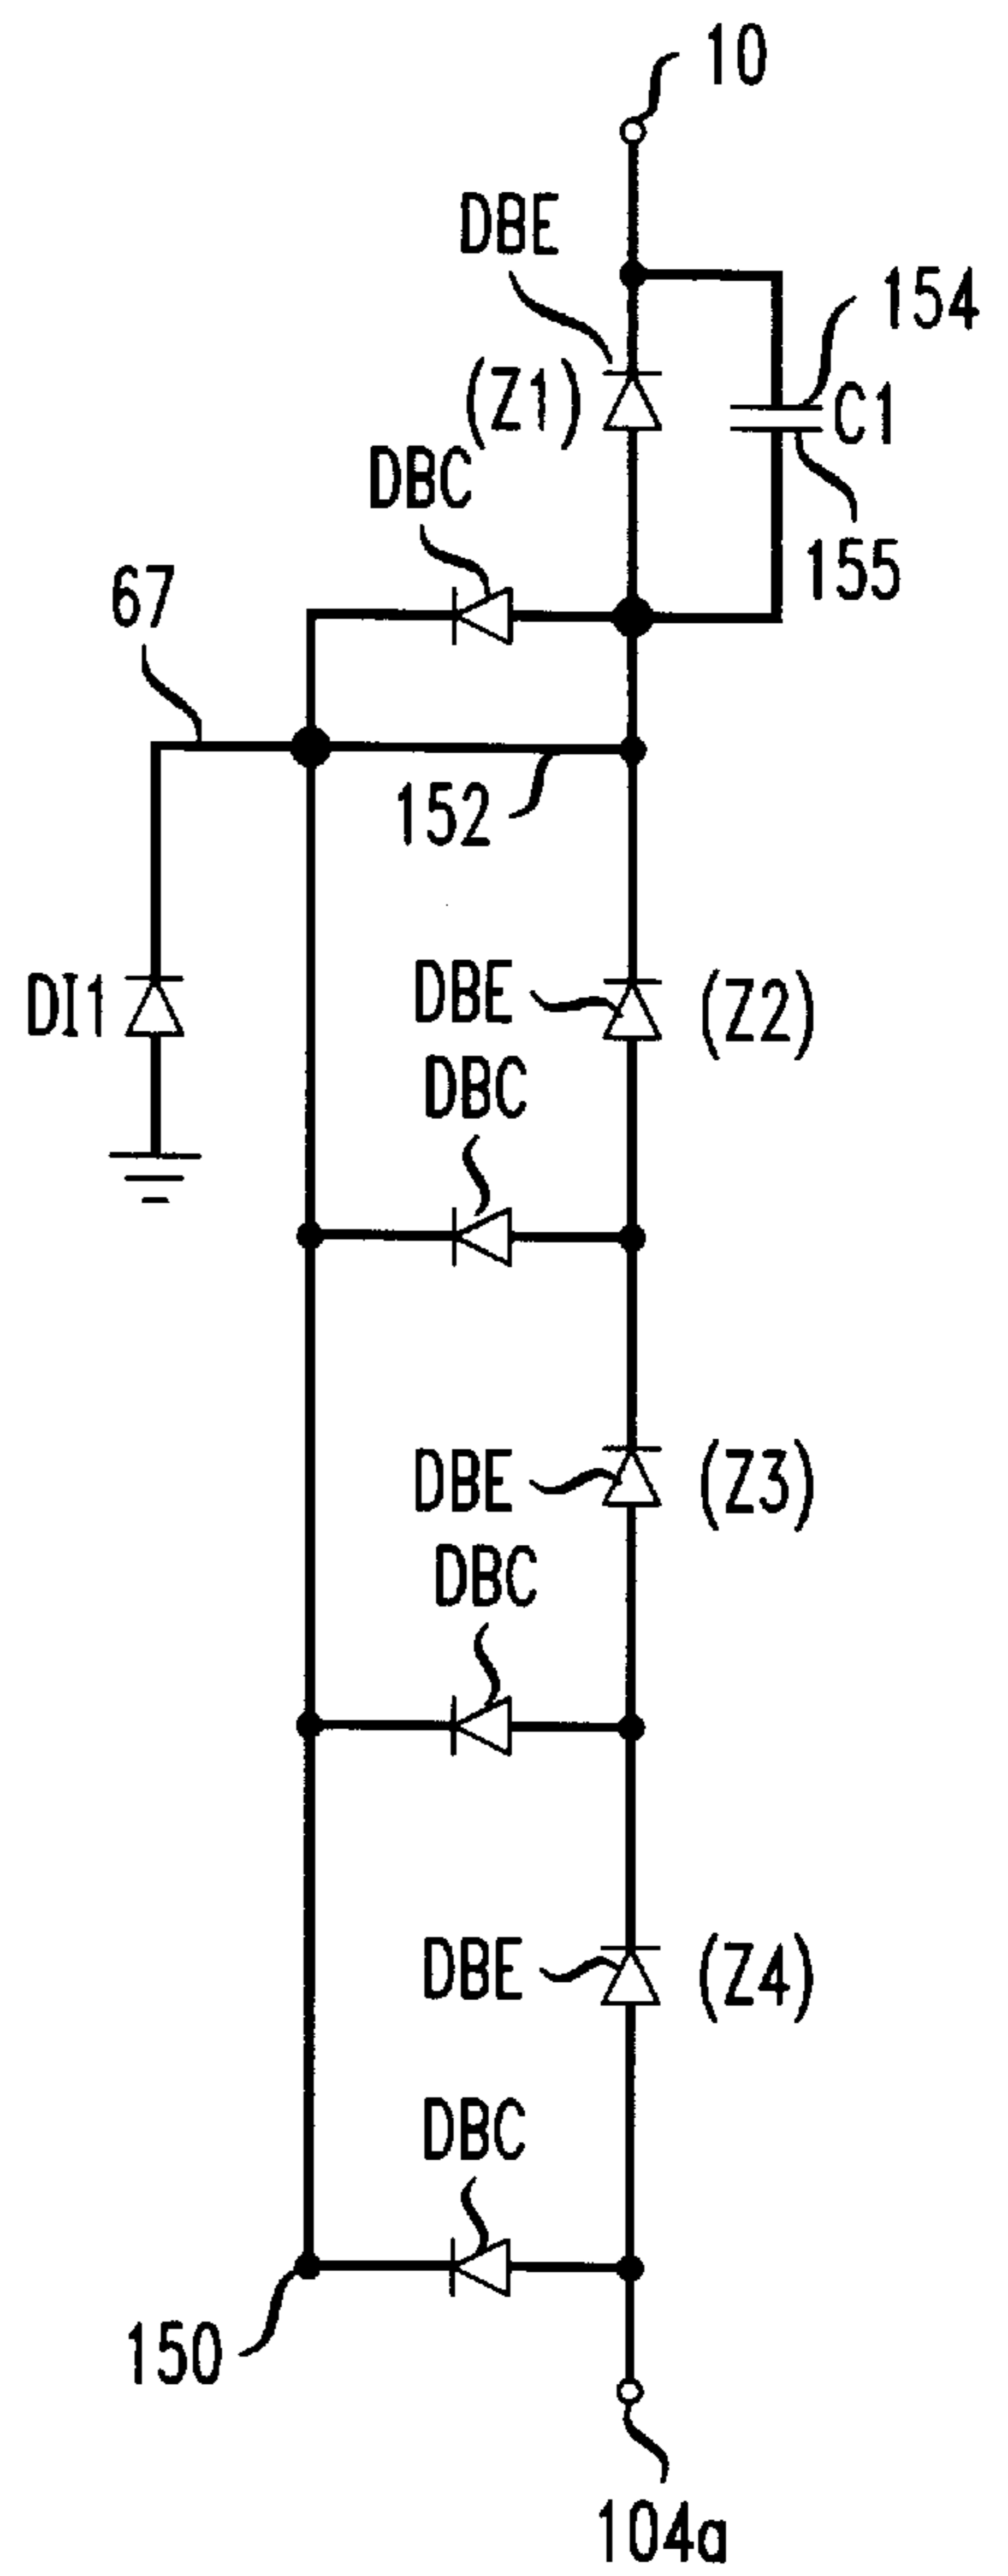 10
DBE
154
(Z1)
C1
DBC
155
67
152
DBE
(Z2)
DI1
DBC
DBE
(Z3)
DBC
DBE
(Z4)
DBC
150
104a